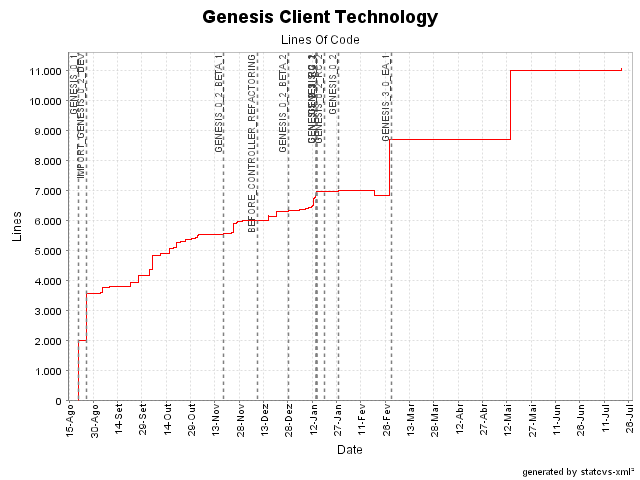 Genesis Client Technology
Lines Of Code
GENESIS_0_1
IMPORT_GENESIS_0_2_DEV
GENESIS_0_2_BETA_1
BEFORE_CONTROLLER_REFACTORING
GENESIS_0_2_BETA_2
GENESIS_0_2
GENESIS_3_0_EA_1
11.000
10.000
9.000
8.000
7.000
6.000
5.000
4.000
3.000
2.000
1.000
0
Lines
15-Ago
30-Ago
14-Set
29-Set
14-Out
29-Out
13-Nov
28-Nov
13-Dez
28-Dez
12-Jan
27-Jan
11-Fev
26-Fev
13-Mar
28-Mar
12-Abr
27-Abr
12-Mai
27-Mai
11-Jun
26-Jun
11-Jul
26-Jul
Date
generated by statcvs-xml²